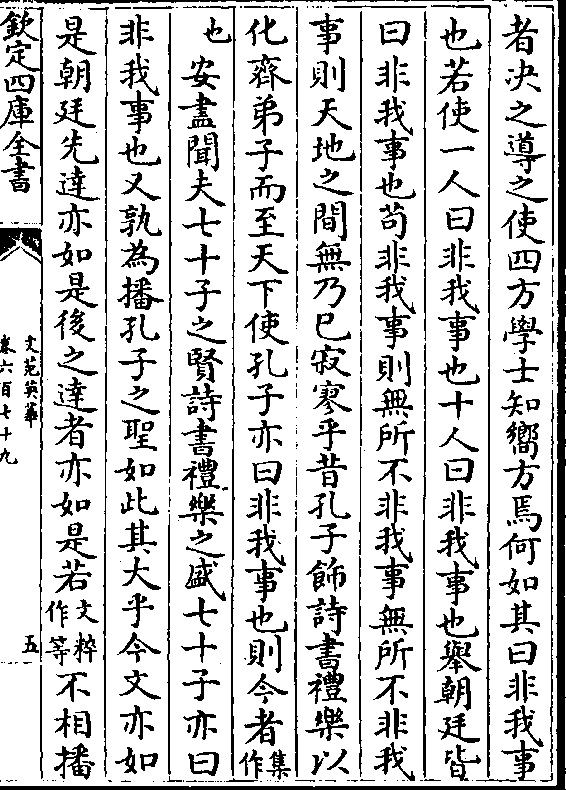 者決之導之使四方學士知嚮方焉何如其曰非我事
也若使一人曰非我事也十人曰非我事也舉朝廷皆
曰非我事也苟非我事則無所不非我事無所不非我
事則天地之間無乃已寂寥乎昔孔子飾詩書禮樂以
化齊弟子而至天下使孔子亦曰非我事也則今者集作
也安盡聞夫七十子之賢詩書禮樂之盛七十子亦曰
非我事也又孰為播孔子之聖如此其大乎今文亦如
是朝廷先達亦如是後之達者亦如是若文粹作等不相播
欽定四庫全書
文苑英華
卷六百七十九
五